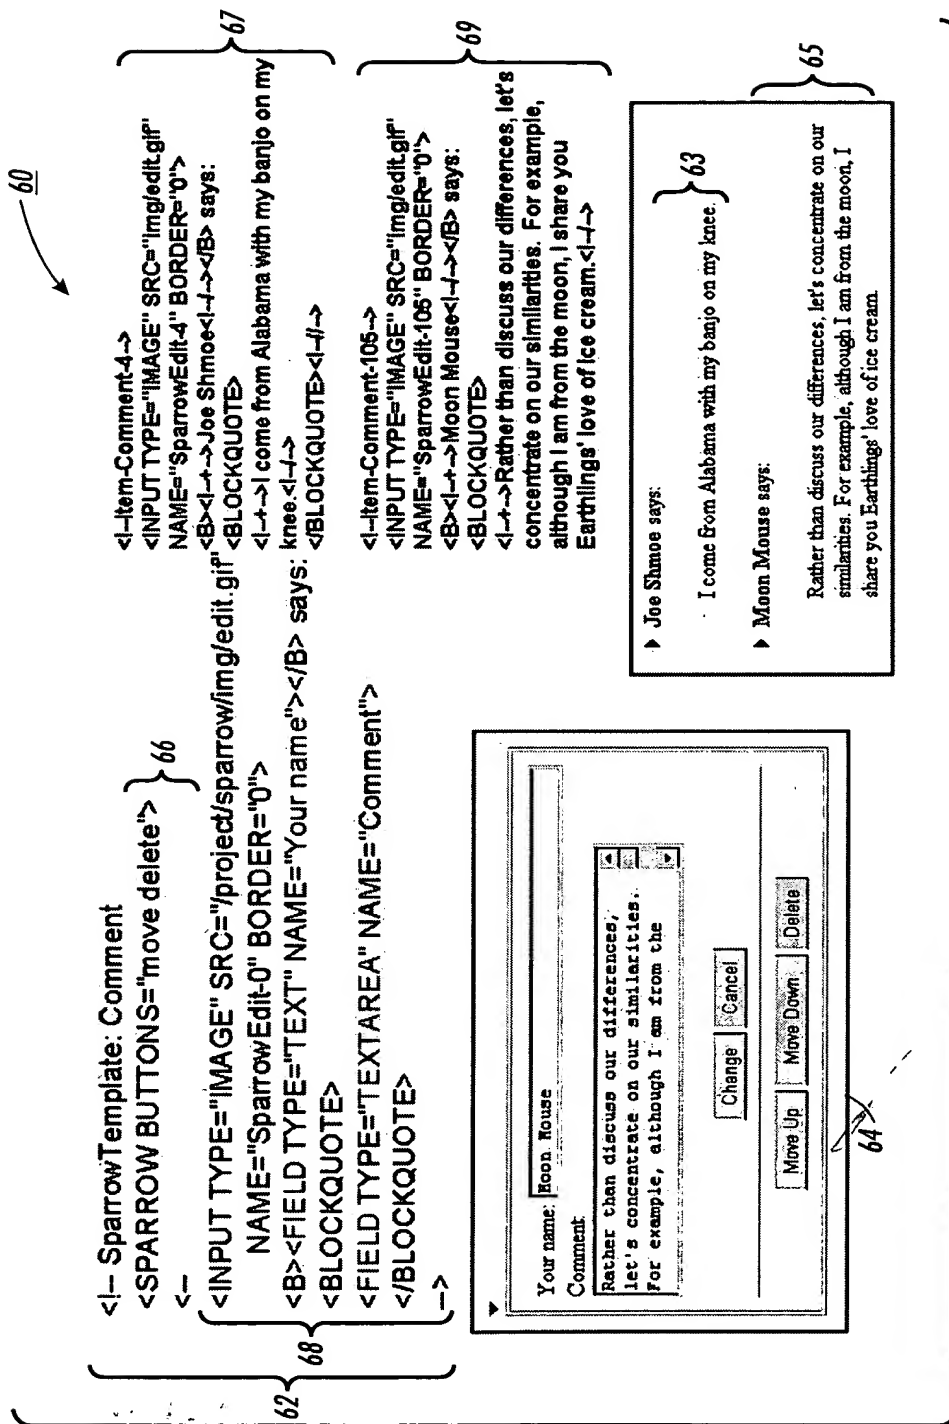 60
<!-- SparrowTemplate: Comment
<SPARROW BUTTONS="move delete">
66
<--
<INPUT TYPE="IMAGE" SRC="/project/sparrow/img/edit.gif"
NAME="SparrowEdit-0" BORDER="0">
<B><FIELD TYPE="TEXT" NAME="Your name"></B> says:
<BLOCKQUOTE>
<FIELD TYPE="TEXTAREA" NAME="Comment">
</BLOCKQUOTE>
-->
62
68
<!--Item-Comment-4-->
<INPUT TYPE="IMAGE" SRC="img/edit.gif"
NAME="SparrowEdit-4" BORDER="0">
<B><!-+-->Joe Shmoe<!-/--></B> says:
<BLOCKQUOTE>
<!-+-->I come from Alabama with my banjo on my
knee.<!-/-->
</BLOCKQUOTE><!-//-->
67
<!--Item-Comment-105-->
<INPUT TYPE="IMAGE" SRC="img/edit.gif"
NAME="SparrowEdit-105" BORDER="0">
<B><!-+-->Moon Mouse<!-/--></B> says:
<BLOCKQUOTE>
<!-+-->Rather than discuss our differences, let's
concentrate on our similarities. For example,
although I am from the moon, I share you
Earthlings' love of ice cream.<!-/-->
69
Your name: Moon Mouse
Comment:
Rather than discuss our differences,
let's concentrate on our similarities.
For example, although I am from the
Change Cancel
Move Up Move Down Delete
64
Joe Shmoe says:
I come from Alabama with my banjo on my knee.
63
Moon Mouse says:
Rather than discuss our differences, let's concentrate on our
similarities. For example, although I am from the moon, I
share you Earthlings' love of ice cream.
65